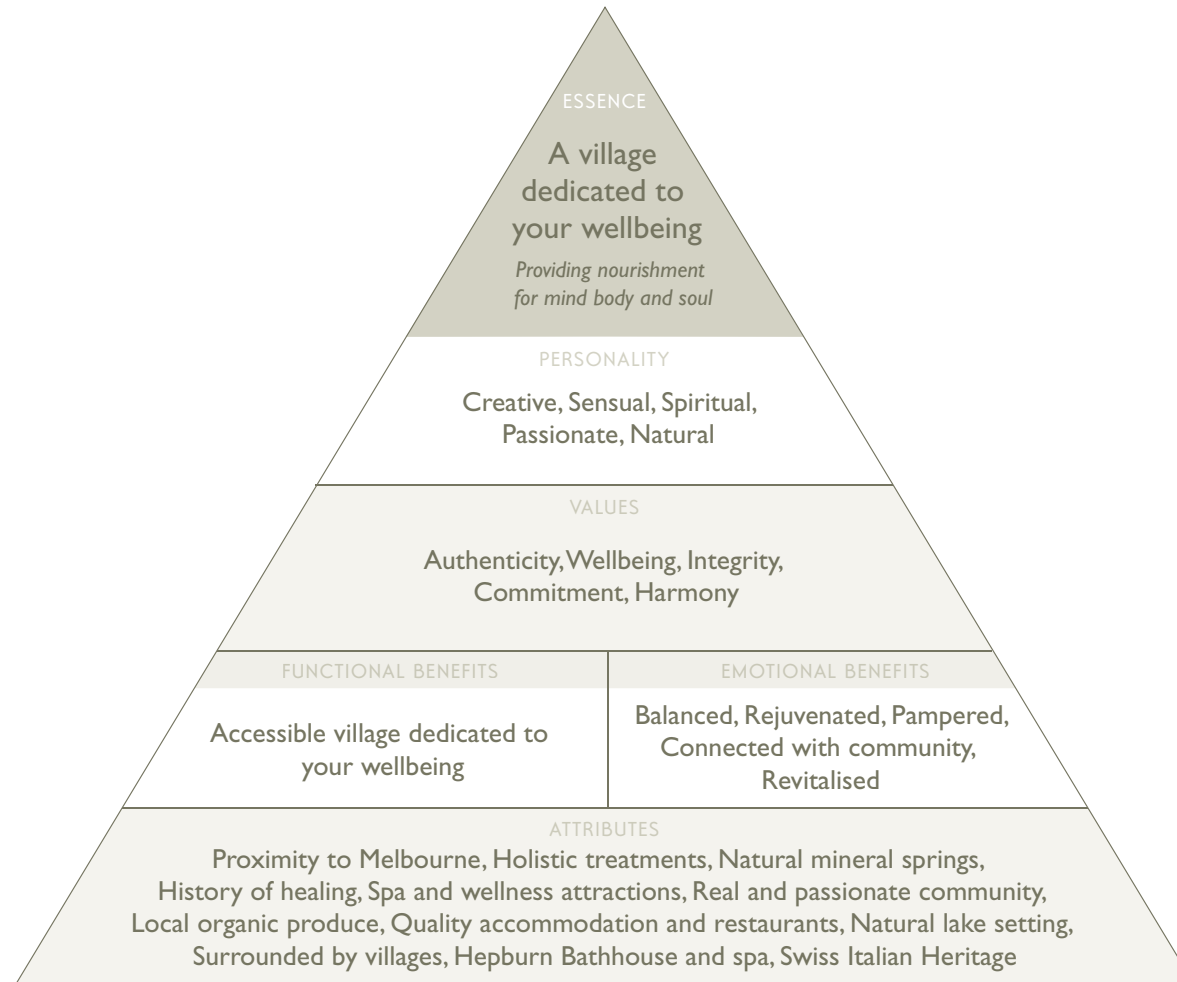 ESSENCE
A village
dedicated to
your wellbeing
Providing nourishment
for mind body and soul
PERSONALITY
Creative, Sensual, Spiritual,
Passionate, Natural
VALUES
Authenticity, Wellbeing, Integrity,
Commitment, Harmony
FUNCTIONAL BENEFITS
Accessible village dedicated to
your wellbeing
EMOTIONAL BENEFITS
Balanced, Rejuvenated, Pampered,
Connected with community,
Revitalised
ATTRIBUTES
Proximity to Melbourne, Holistic treatments, Natural mineral springs,
History of healing, Spa and wellness attractions, Real and passionate community,
Local organic produce, Quality accommodation and restaurants, Natural lake setting,
Surrounded by villages, Hepburn Bathhouse and spa, Swiss Italian Heritage